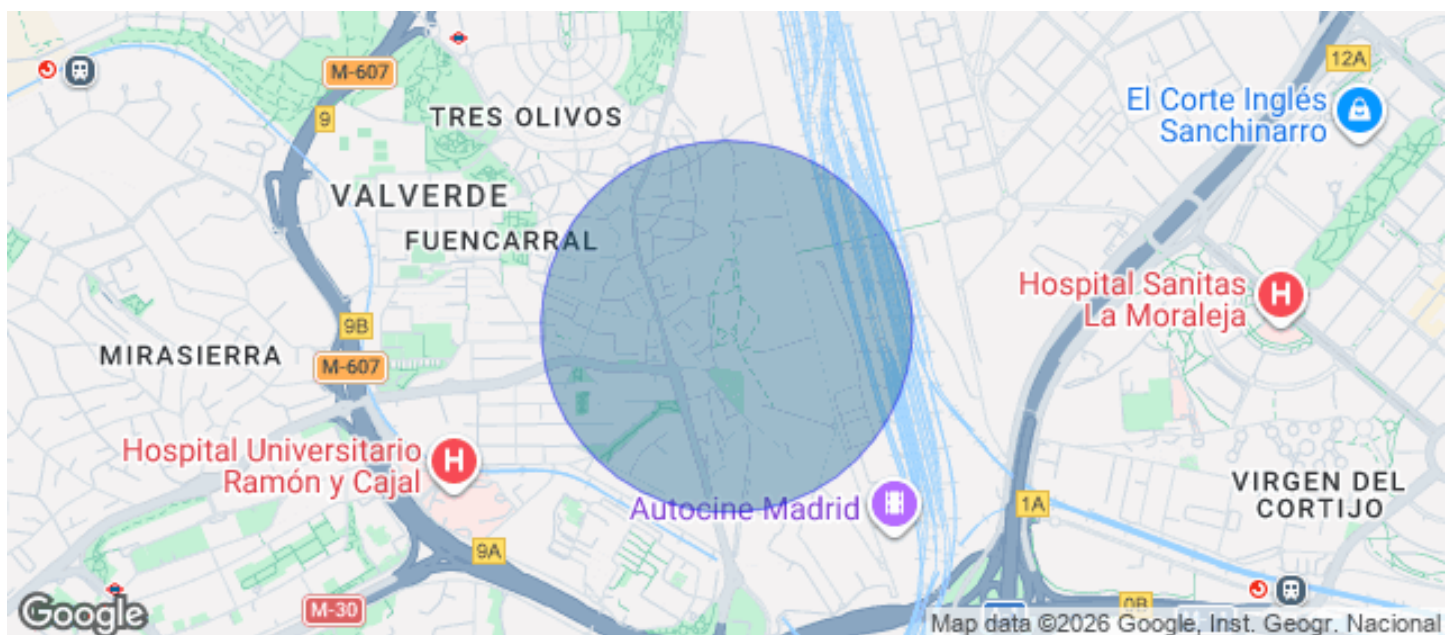 M-607
12A
El Corte Inglés
Sanchinarro
9
TRES OLIVOS
VALVERDE
FUENCARRAL
Hospital Sanitas
La Moraleja
9B
MIRASIERRA
M-607
Hospital Universitario
Ramón y Cajal
H
H
VIRGEN DEL
CORTIJO
Autocine Madrid
1A
9A
M-30
0B
Google
Map data ©2026 Google, Inst. Geogr. Nacional